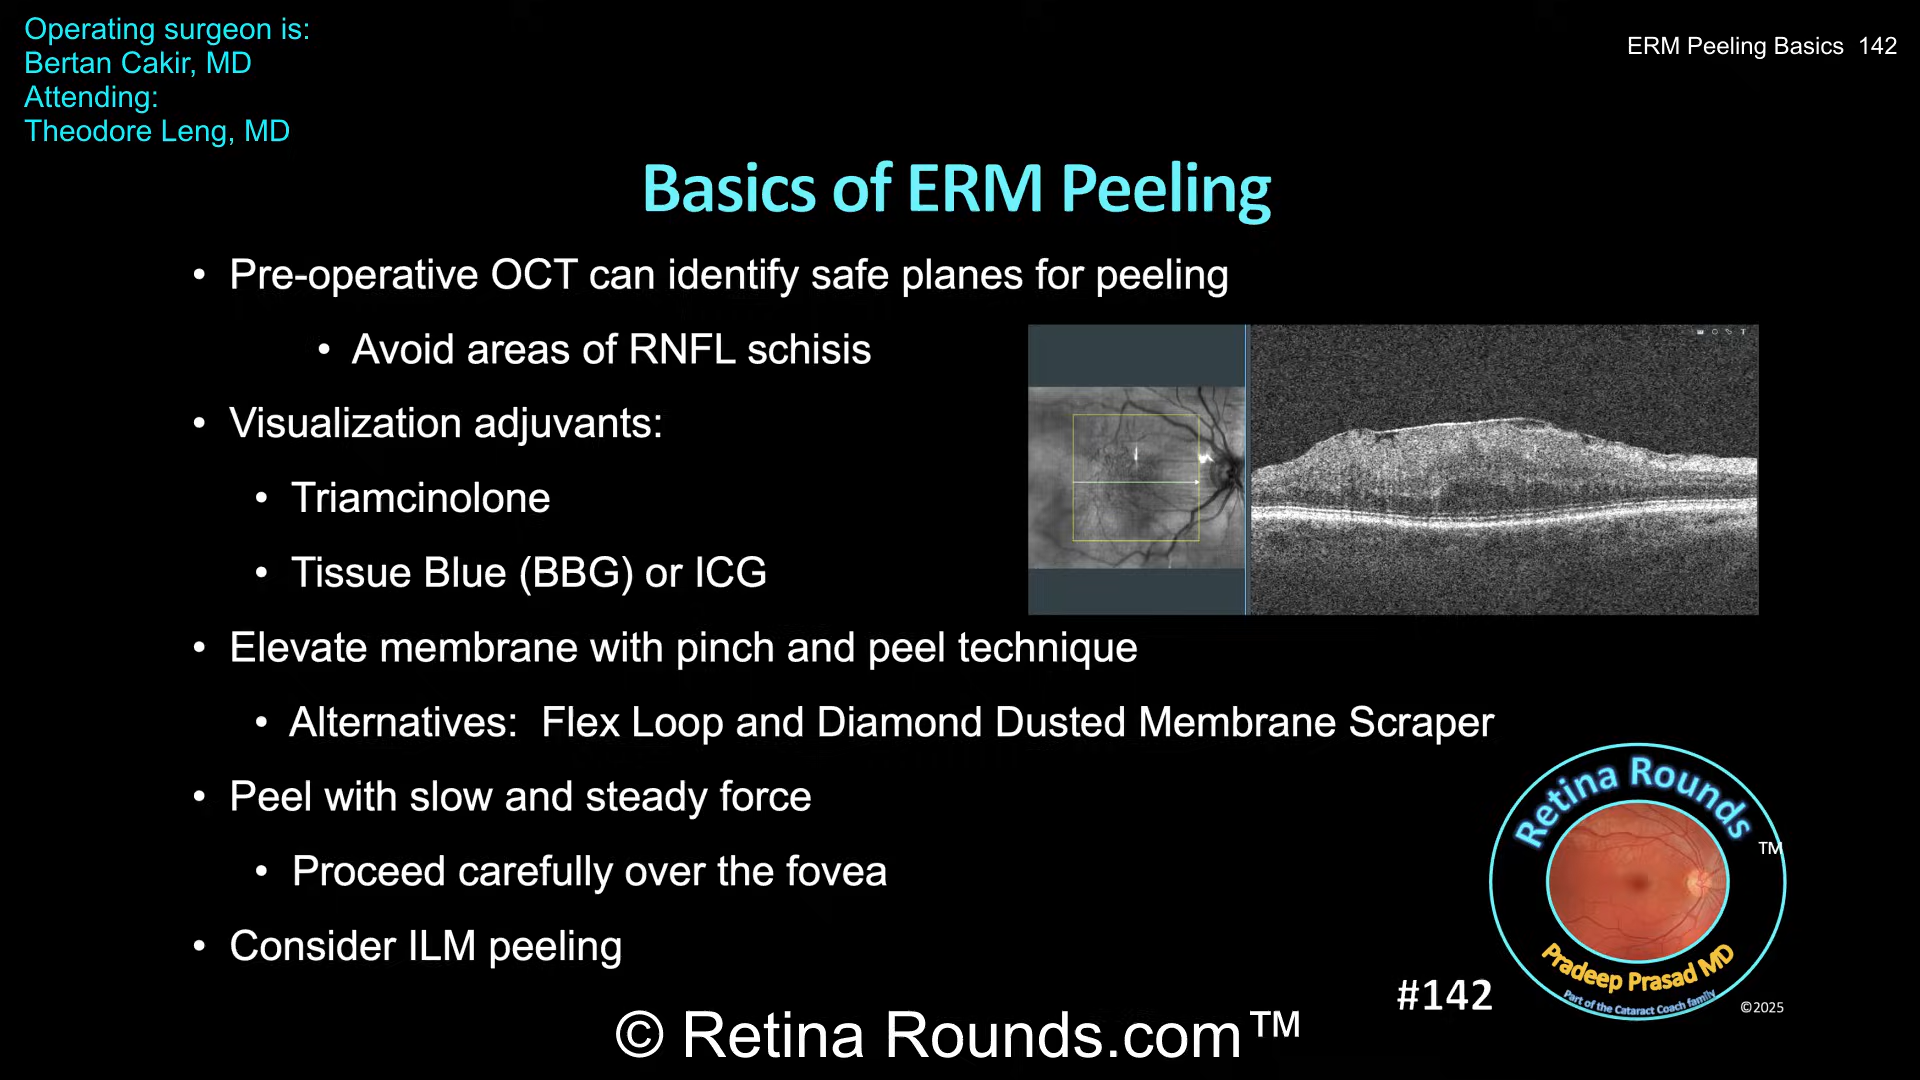 Operating surgeon is:
Bertan Cakir, MD
Attending:
Theodore Leng, MD
ERM Peeling Basics 142
Basics of ERM Peeling
• Pre-operative OCT can identify safe planes for peeling
• Avoid areas of RNFL schisis
• Visualization adjuvants:
• Triamcinolone
• Tissue Blue (BBG) or ICG
• Elevate membrane with pinch and peel technique
• Alternatives: Flex Loop and Diamond Dusted Membrane Scraper
• Peel with slow and steady force
• Proceed carefully over the fovea
• Consider ILM peeling
Retina Rounds
TM
Pradeep Prasad MD
Part of the Cataract Coach family
#142
©2025
© Retina Rounds.com™